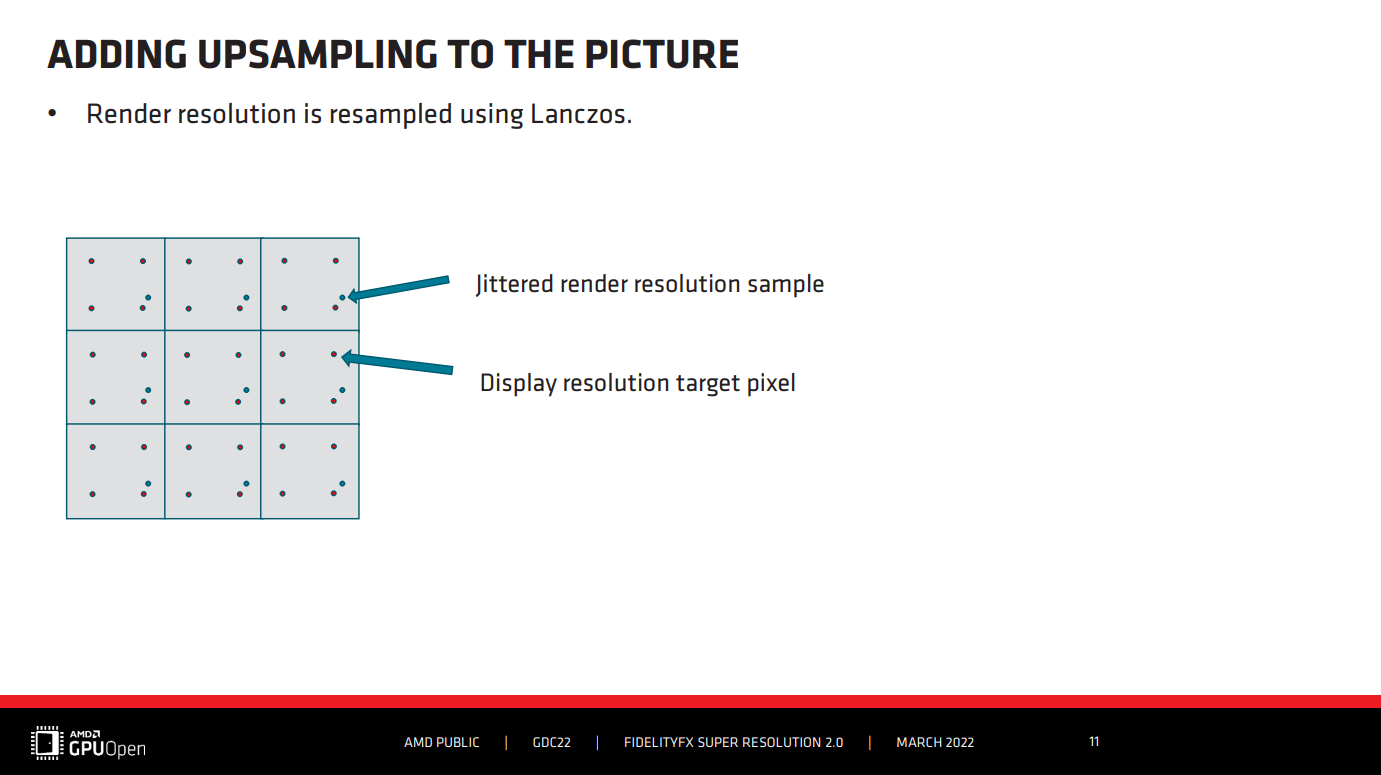 ADDING UPSAMPLING TO THE PICTURE
• Render resolution is resampled using Lanczos.
Jittered render resolution sample
Display resolution target pixel
AMD
GPUOpen
AMD PUBLIC | GDC22 | FIDELITYFX SUPER RESOLUTION 2.0 | MARCH 2022
11